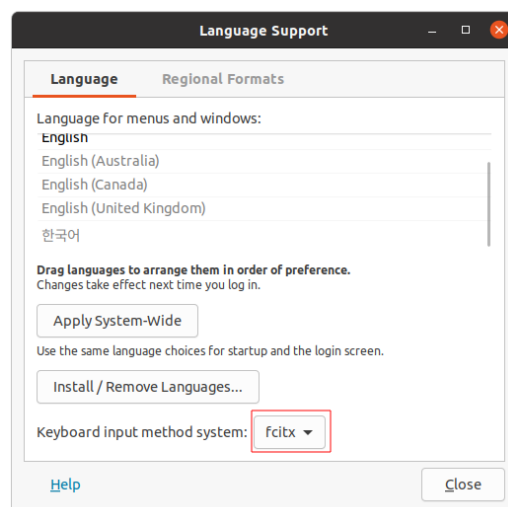 Language Support
Language Regional Formats
Language for menus and windows:
English
English (Australia)
English (Canada)
English (United Kingdom)
한국어
Drag languages to arrange them in order of preference.
Changes take effect next time you log in.
Apply System-Wide
Use the same language choices for startup and the login screen.
Install / Remove Languages...
Keyboard input method system: fcitx
Help Close